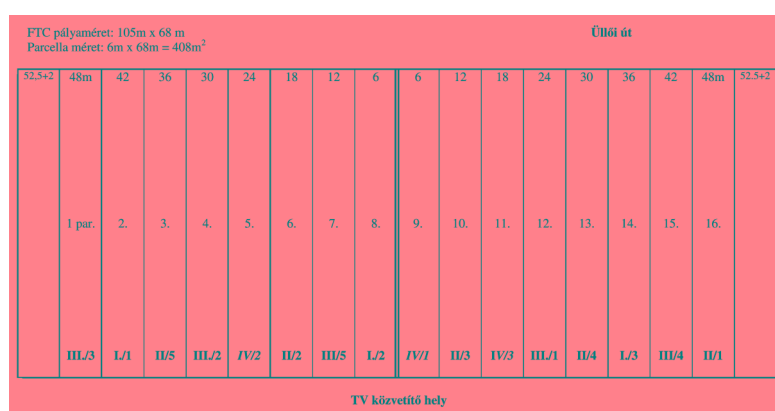 FTC pályaméret: 105m x 68 m
Üllői út
Parcella méret: 6m x 68m = 408m²
52,5+2 48m 42 36 30 24 18 12 6 6 12 18 24 30 36 42 48m 52.5+2
1 par. 2. 3. 4. 5. 6. 7. 8. 9. 10. 11. 12. 13. 14. 15. 16.
III./3 I./1 II/5 III./2 IV/2 II/2 III/5 I./2 IV/1 II/3 IV/3 III./1 II/4 I./3 III/4 II/1
TV közvetítő hely